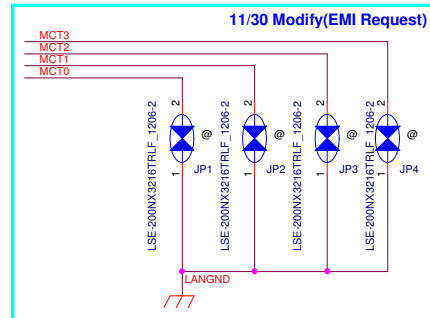 11/30 Modify(EMI Request)
MCT3
MCT2
MCT1
MCT0
LSE-200NX3216TRLF_1206-2
2
@
1
JP1
LSE-200NX3216TRLF_1206-2
2
@
1
JP2
LSE-200NX3216TRLF_1206-2
2
@
1
JP3
LSE-200NX3216TRLF_1206-2
2
@
1
JP4
LANGND